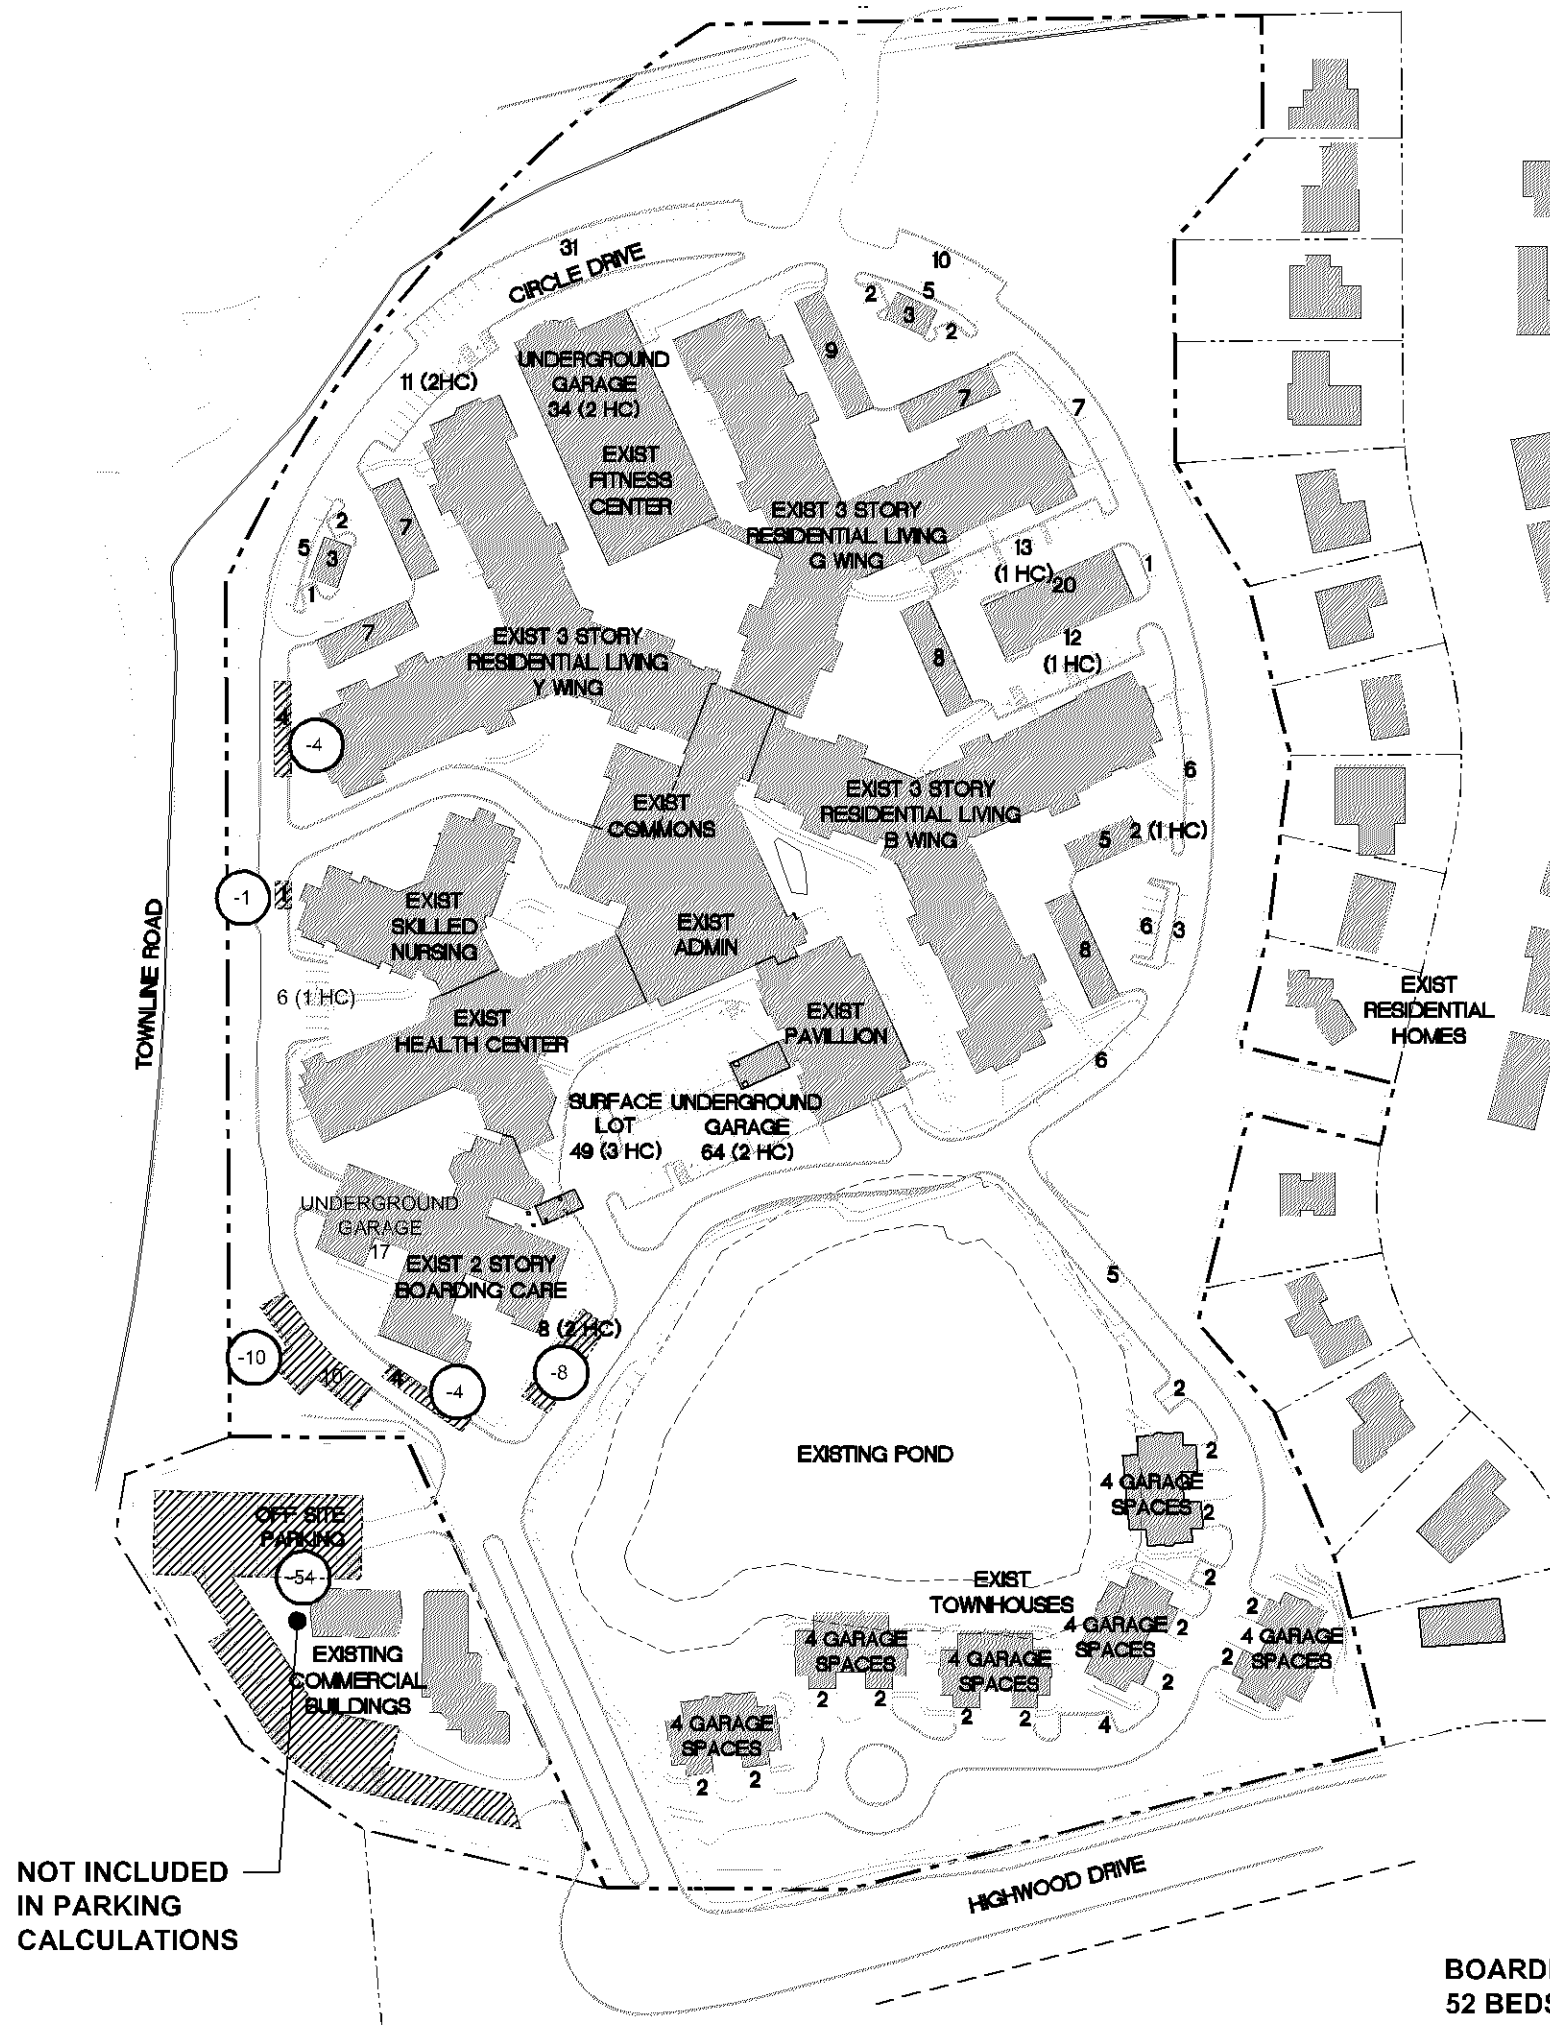 31
CIRCLE DRIVE
10
2
5
3
2
9
UNDERGROUND
GARAGE
34 (2 HC)
11 (2HC)
7
7
EXIST
FITNESS
CENTER
EXIST 3 STORY
RESIDENTIAL LIVING
G WING
2
5
3
1
7
7
13
(1 HC)
20
1
12
(1 HC)
8
EXIST 3 STORY
RESIDENTIAL LIVING
Y WING
4
-4
EXIST
COMMONS
EXIST 3 STORY
RESIDENTIAL LIVING
B WING
6
2 (1 HC)
5
-1
1
EXIST
SKILLED
NURSING
EXIST
ADMIN
6
3
8
TOWNLINE ROAD
6 (1 HC)
EXIST
HEALTH CENTER
EXIST
PAVILLION
EXIST
RESIDENTIAL
HOMES
6
SURFACE
LOT
49 (3 HC)
UNDERGROUND
GARAGE
64 (2 HC)
UNDERGROUND
GARAGE
17
EXIST 2 STORY
BOARDING CARE
5
8 (2 HC)
-10
10
4
-4
-8
2
EXISTING POND
2
4 GARAGE
SPACES
2
OFF SITE
PARKING
-54
2
EXIST
TOWNHOUSES
4 GARAGE
SPACES
2
2
2
4 GARAGE
SPACES
2
4 GARAGE
SPACES
2
2
4 GARAGE
SPACES
2
2
4
EXISTING
COMMERCIAL
BUILDINGS
4 GARAGE
SPACES
2
2
NOT INCLUDED
IN PARKING
CALCULATIONS
HIGHWOOD DRIVE
52 BEDS